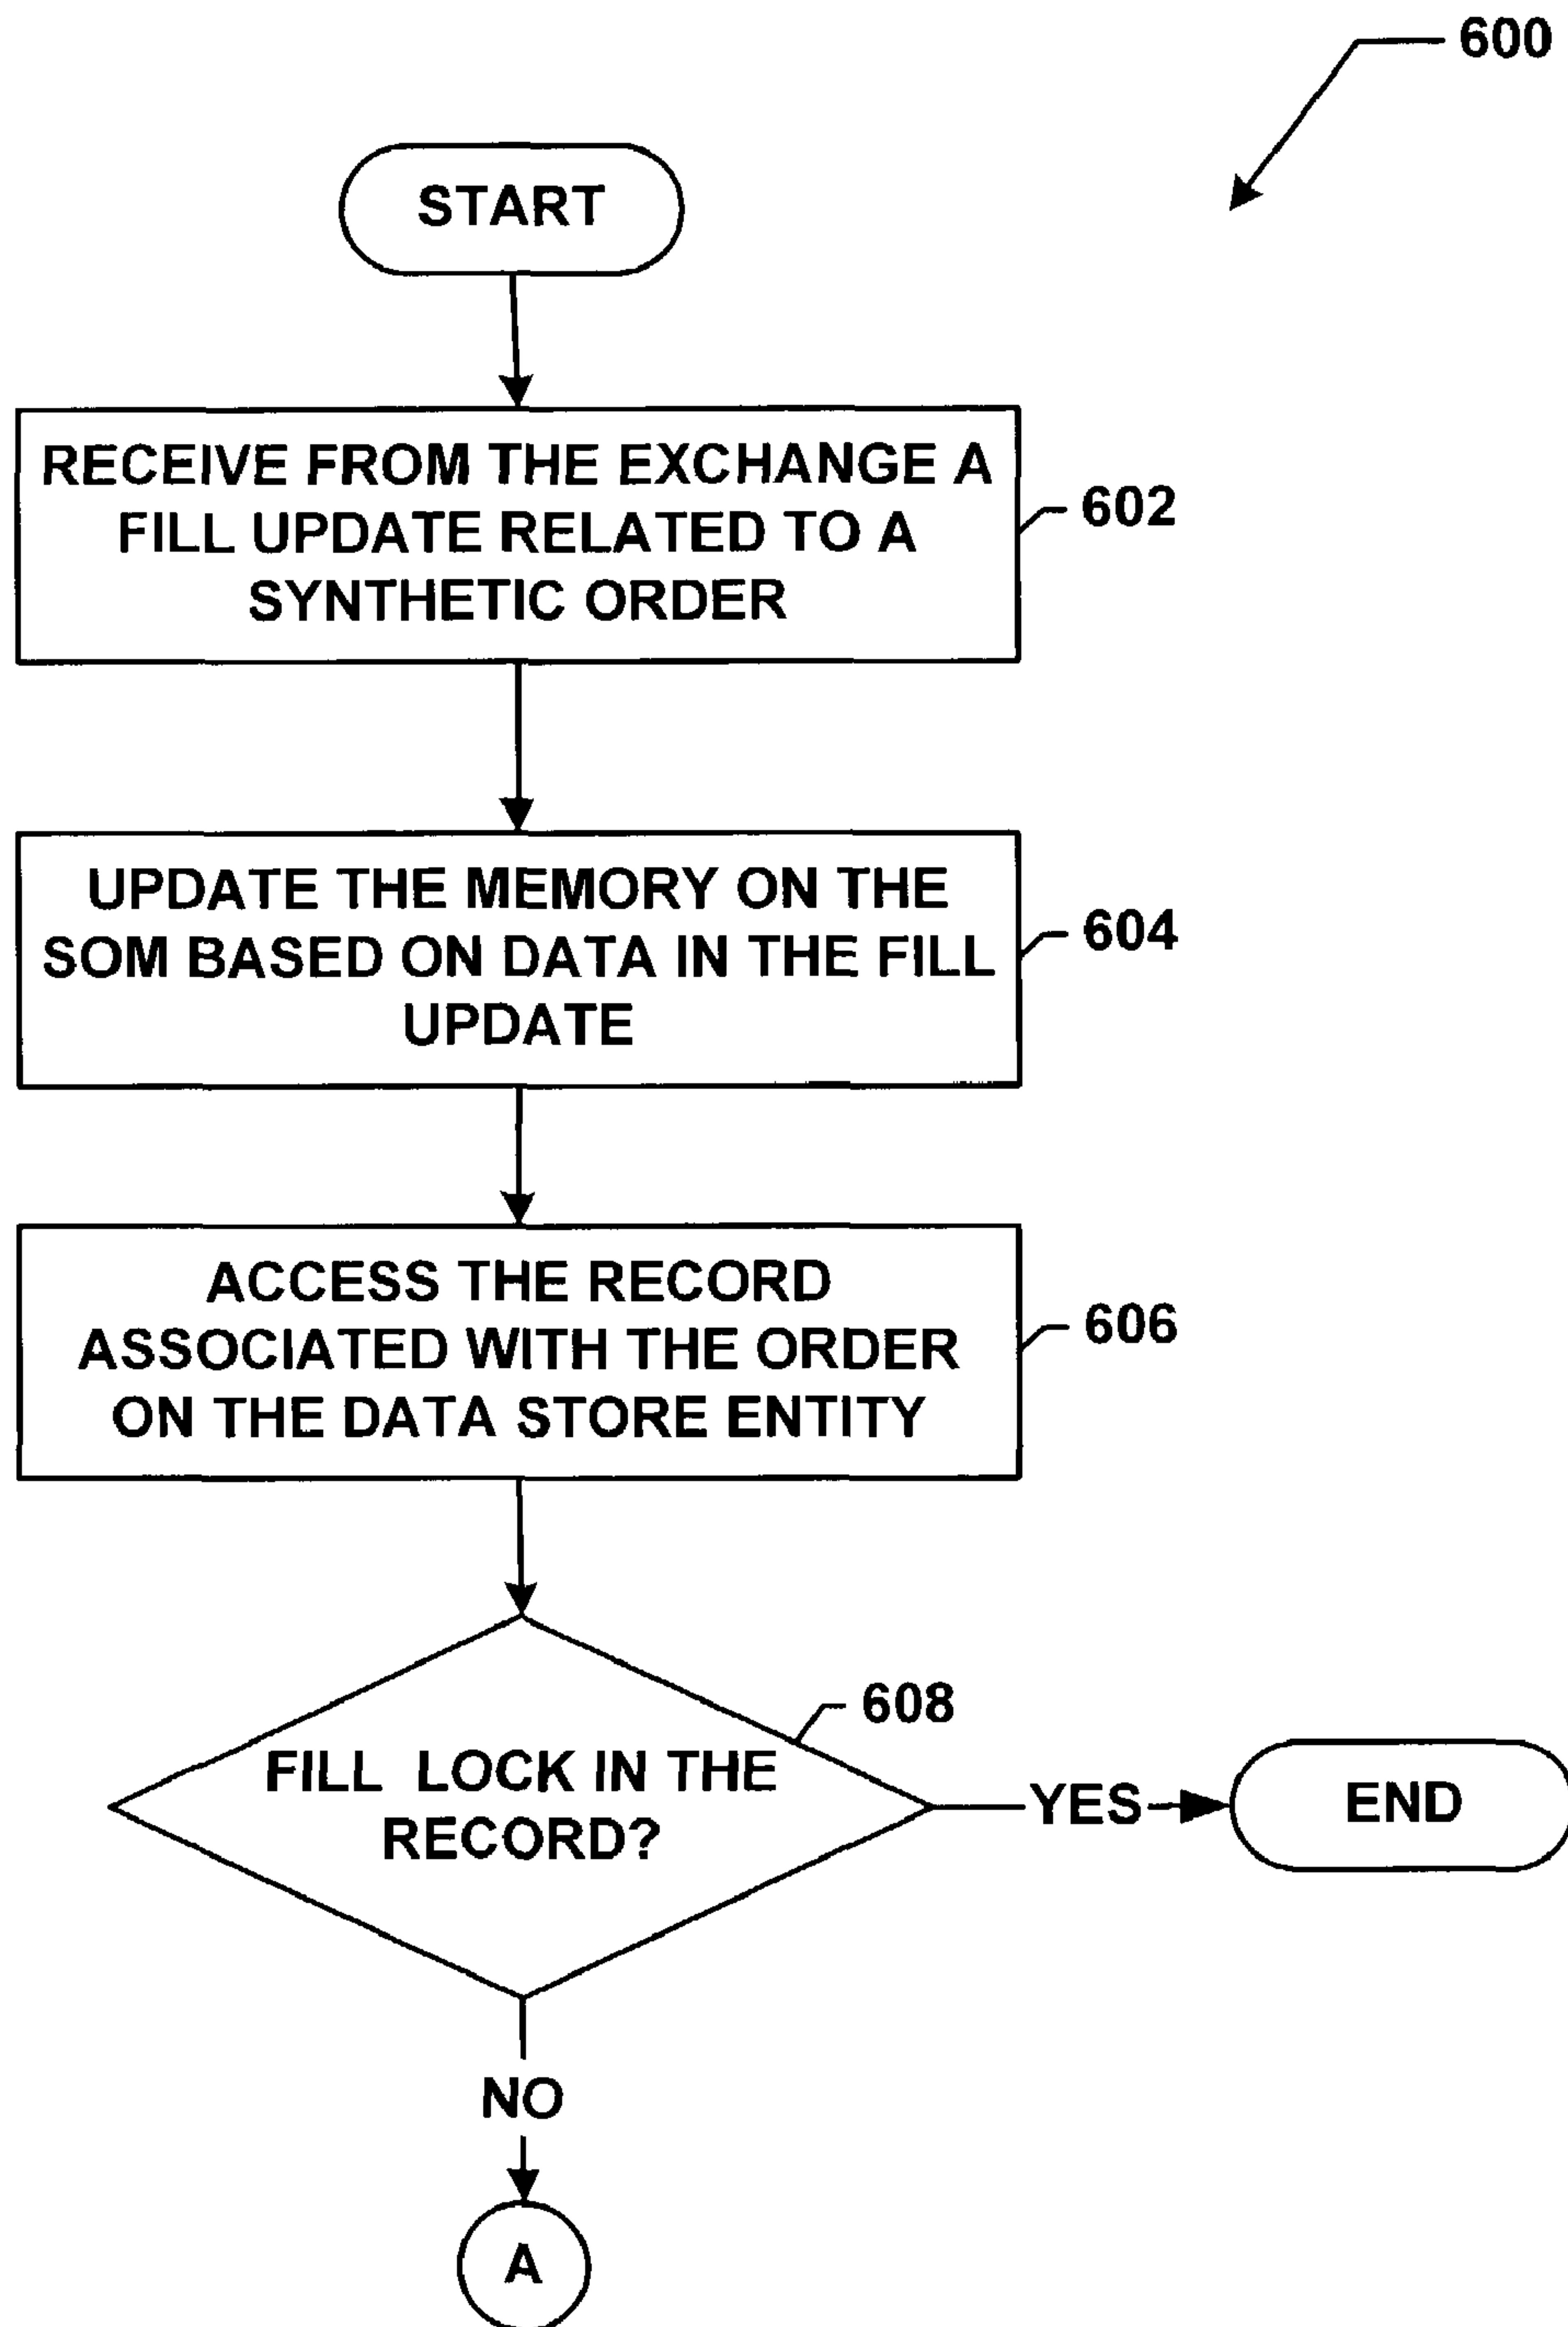 600
START
RECEIVE FROM THE EXCHANGE A
FILL UPDATE RELATED TO A
SYNTHETIC ORDER
602
UPDATE THE MEMORY ON THE
SOM BASED ON DATA IN THE FILL
UPDATE
604
ACCESS THE RECORD
ASSOCIATED WITH THE ORDER
ON THE DATA STORE ENTITY
606
608
FILL LOCK IN THE
RECORD?
YES
END
NO
A